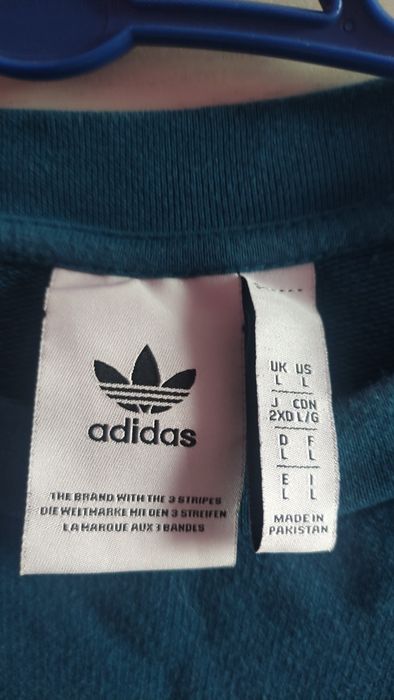 adidas
THE BRAND WITH THE 3 STRIPES
DIE WELTMARKE MIT DEN 3 STREIFEN
LA MARQUE AUX 3 BANDES
UK US
L L
J CDN
2XO L/G
D F
L L
E I
L L
MADE IN
PAKISTAN